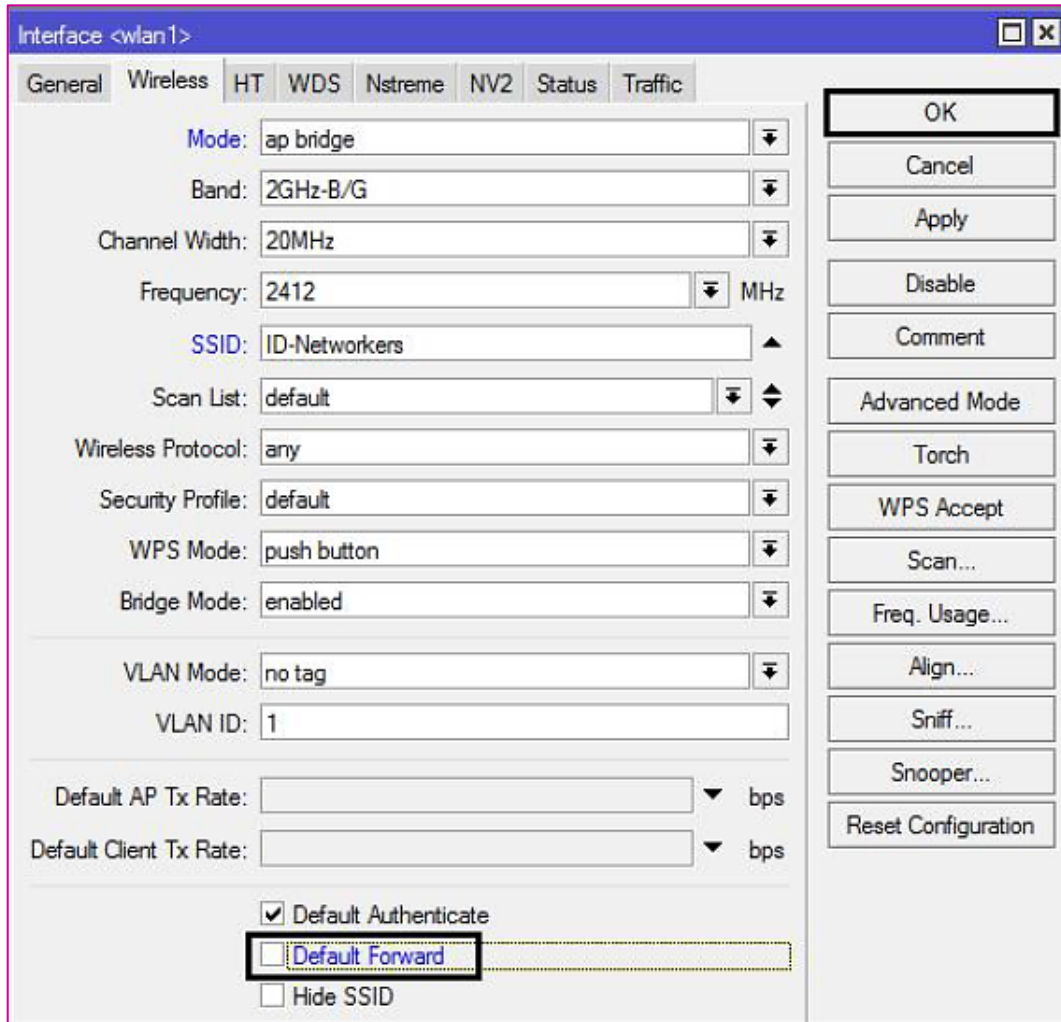 Interface <wlan1>
General Wireless HT WDS Nstreme NV2 Status Traffic
Mode: ap bridge
Band: 2GHz-B/G
Channel Width: 20MHz
Frequency: 2412 MHz
SSID: ID-Networkers
Scan List: default
Wireless Protocol: any
Security Profile: default
WPS Mode: push button
Bridge Mode: enabled
VLAN Mode: no tag
VLAN ID: 1
Default AP Tx Rate: bps
Default Client Tx Rate: bps
Default Authenticate
Default Forward
Hide SSID
OK
Cancel
Apply
Disable
Comment
Advanced Mode
Torch
WPS Accept
Scan...
Freq. Usage...
Align...
Sniff...
Snooper...
Reset Configuration